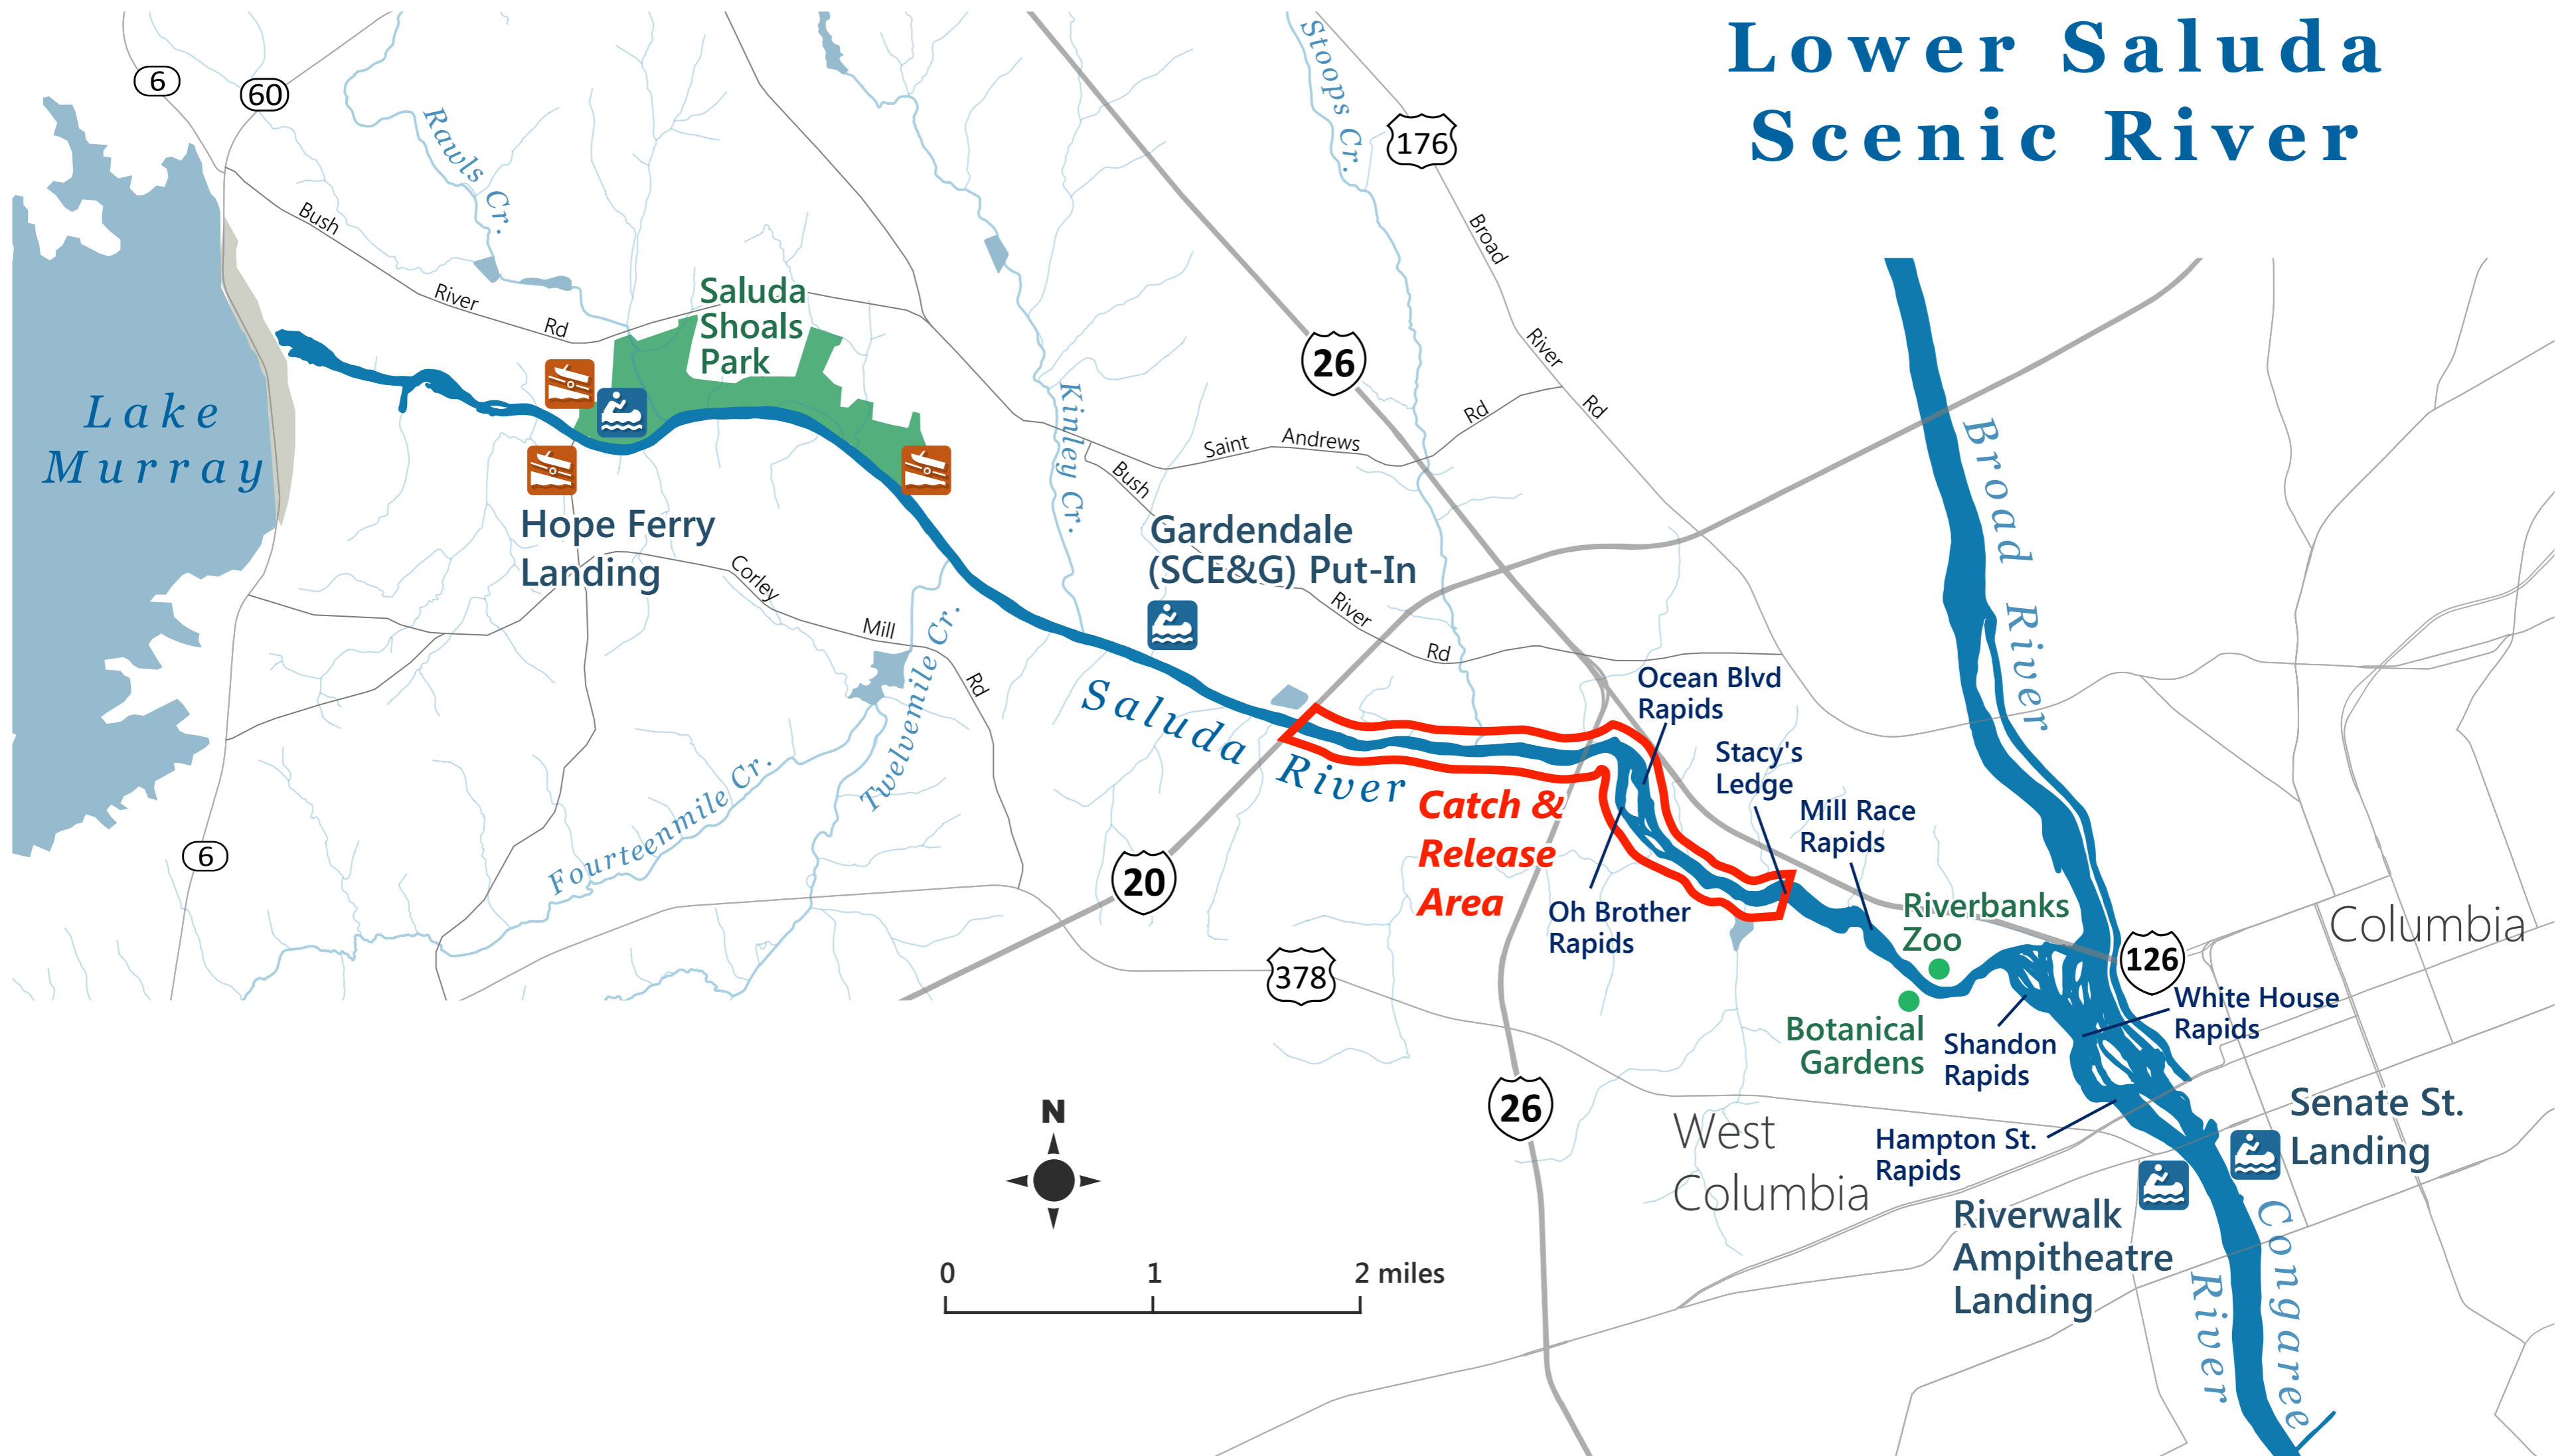 Lower Saluda
Scenic River
6
60
Rawls Cr.
Stoops Cr.
176
Bush
River
Rd
Broad
River
Rd
Saluda
Shoals
Park
26
Lake
Murray
Kinley Cr.
Saint
Andrews
Rd
Bush
River
Rd
Broad River
Hope Ferry
Landing
Gardendale
(SCE&G) Put-In
Corley
Mill
Rd
Twelvemile Cr.
Fourteenmile Cr.
Saluda River
Ocean Blvd
Rapids
Stacy's
Ledge
Mill Race
Rapids
Catch &
Release
Area
Oh Brother
Rapids
6
20
378
Riverbanks
Zoo
Columbia
126
Botanical
Gardens
White House
Rapids
Shandon
Rapids
26
West
Columbia
Hampton St.
Rapids
Senate St.
Landing
Riverwalk
Ampitheatre
Landing
Congaree
River
N
0 1 2 miles